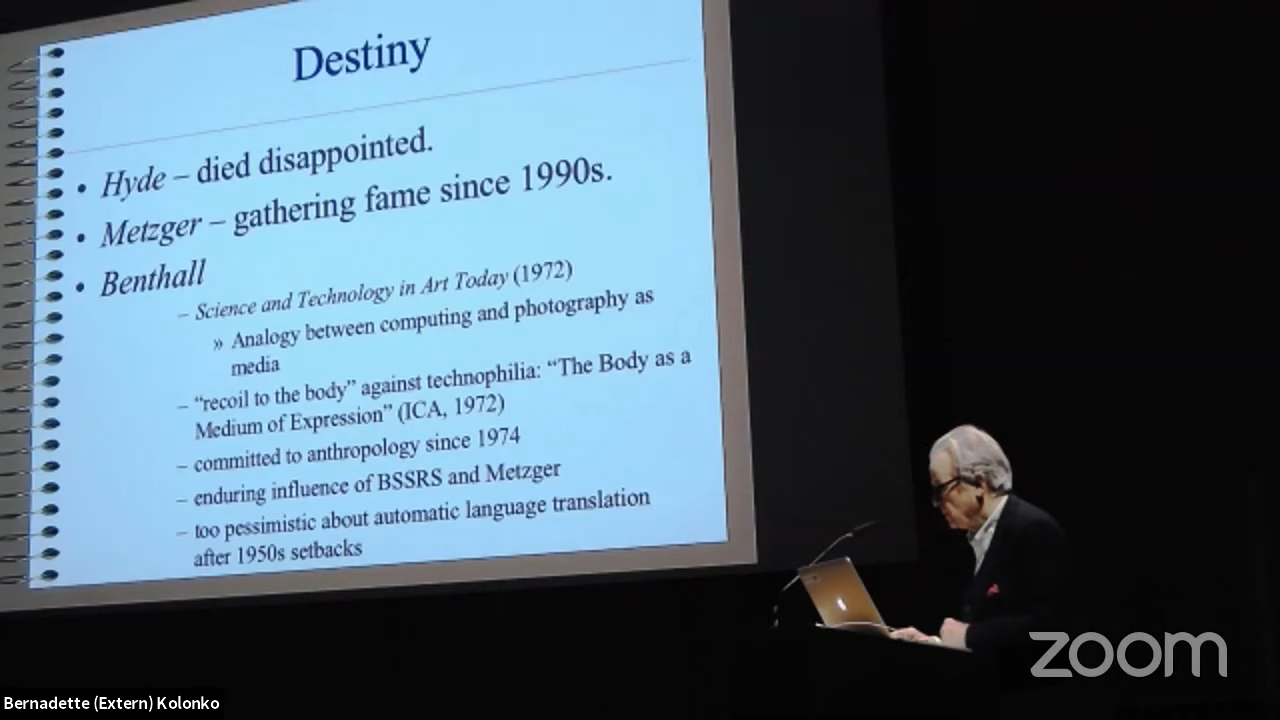 Destiny
• Hyde – died disappointed.
• Metzger – gathering fame since 1990s.
• Benthall
– Science and Technology in Art Today (1972)
» Analogy between computing and photography as
media
– “recoil to the body” against technophilia: “The Body as a
Medium of Expression” (ICA, 1972)
– committed to anthropology since 1974
– enduring influence of BSSRS and Metzger
– too pessimistic about automatic language translation
after 1950s setbacks
zoom
Bernadette (Extern) Kolonko